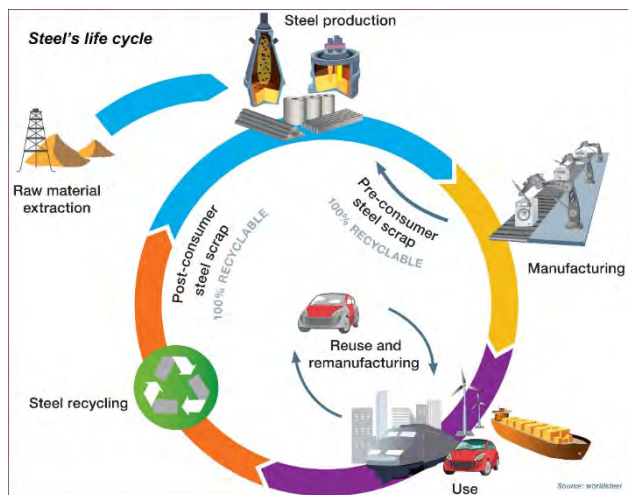 Steel's life cycle
Steel production
Raw material
extraction
Pre-consumer
steel scrap
100% RECYCLABLE
Post-consumer
steel scrap
100% RECYCLABLE
Manufacturing
Reuse and
remanufacturing
Steel recycling
Use
Source: worldsteel